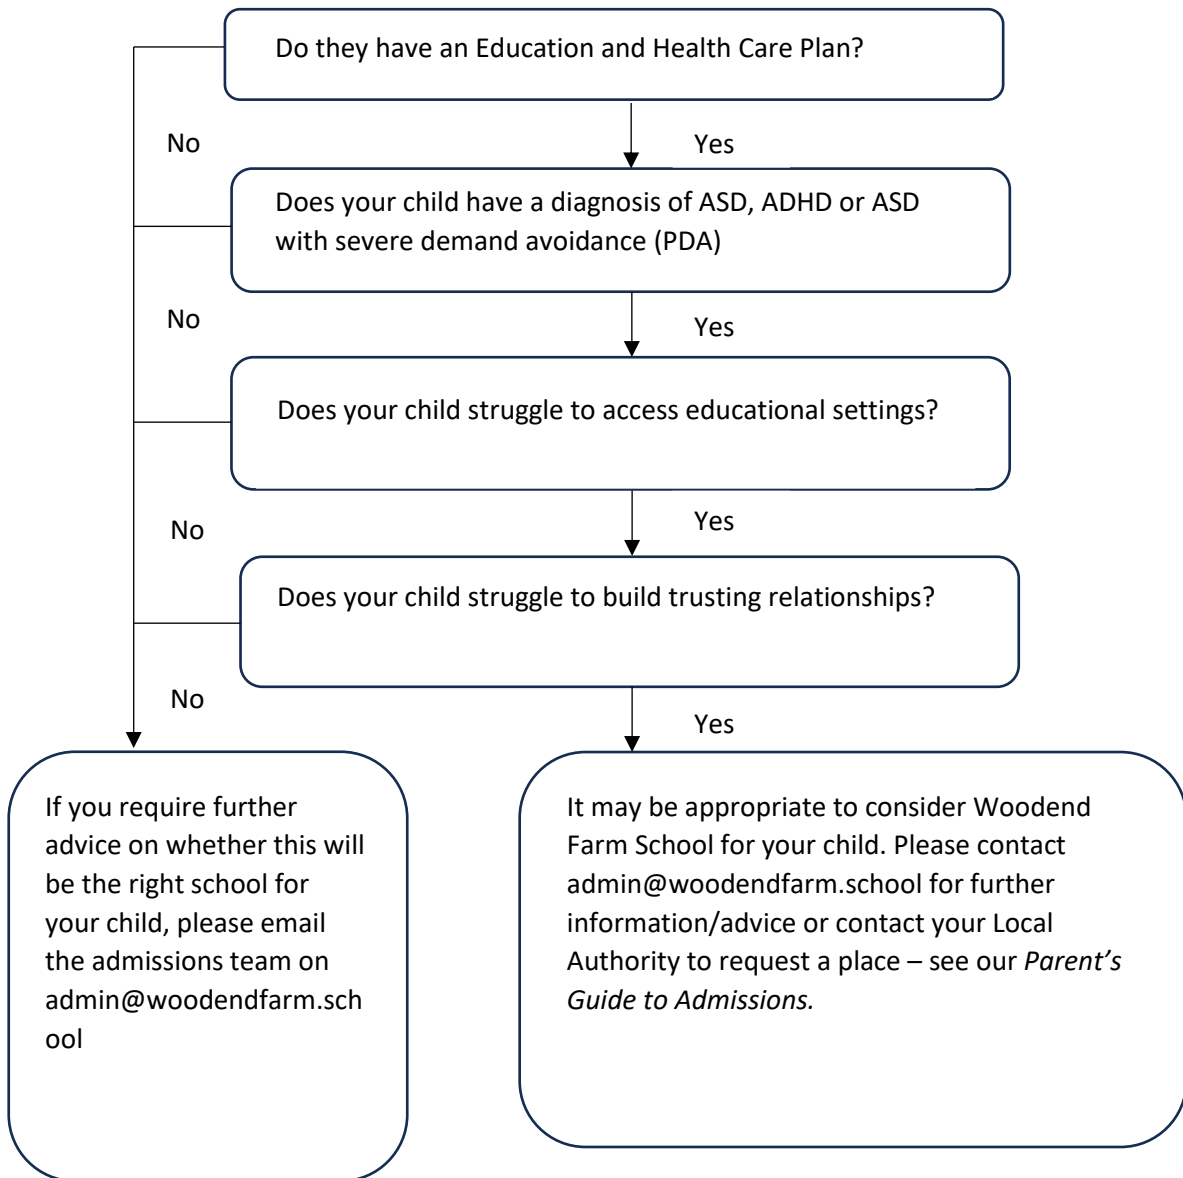 Do they have an Education and Health Care Plan?
No
Yes
Does your child have a diagnosis of ASD, ADHD or ASD
with severe demand avoidance (PDA)
No
Yes
Does your child struggle to access educational settings?
No
Yes
Does your child struggle to build trusting relationships?
No
Yes
If you require further
advice on whether this will
be the right school for
your child, please email
the admissions team on
admin@woodendfarm.sch
ool
It may be appropriate to consider Woodend
Farm School for your child. Please contact
admin@woodendfarm.school for further
information/advice or contact your Local
Authority to request a place – see our Parent’s
Guide to Admissions.